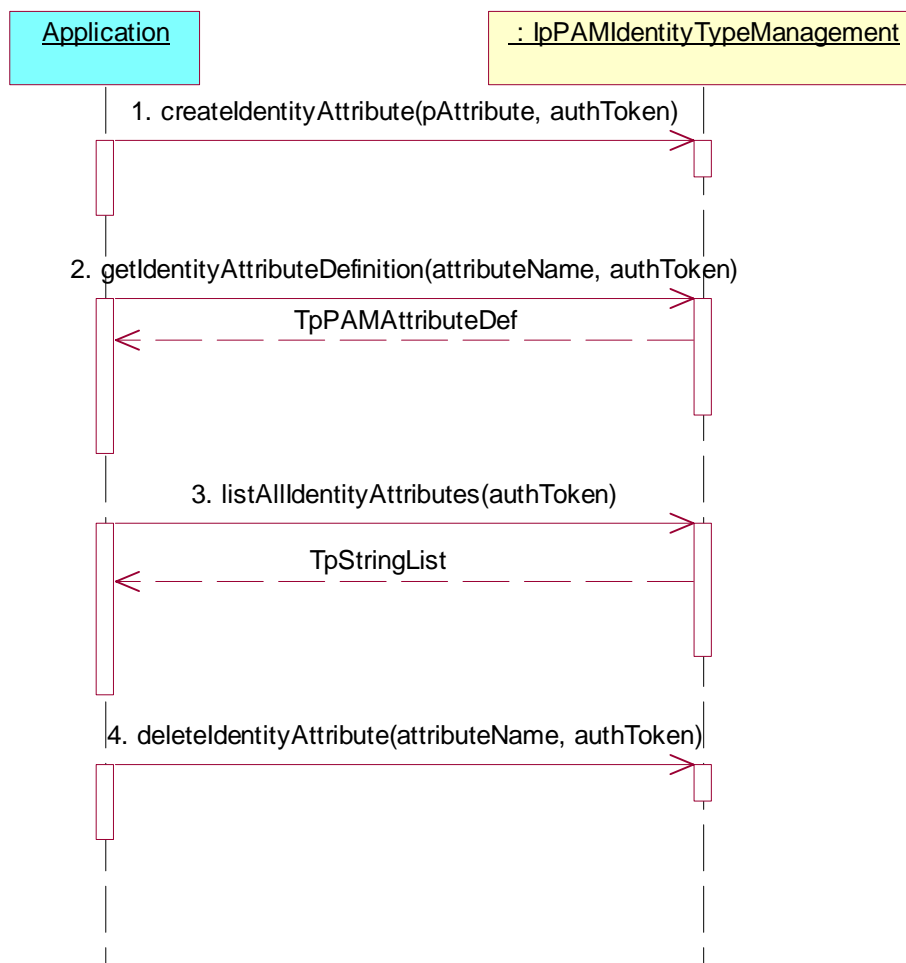 Application
: IpPAMIdentityTypeManagement
1. createIdentityAttribute(pAttribute, authToken)
2. getIdentityAttributeDefinition(attributeName, authToken)
TpPAMAttributeDef
3. listAllIdentityAttributes(authToken)
TpStringList
4. deleteIdentityAttribute(attributeName, authToken)